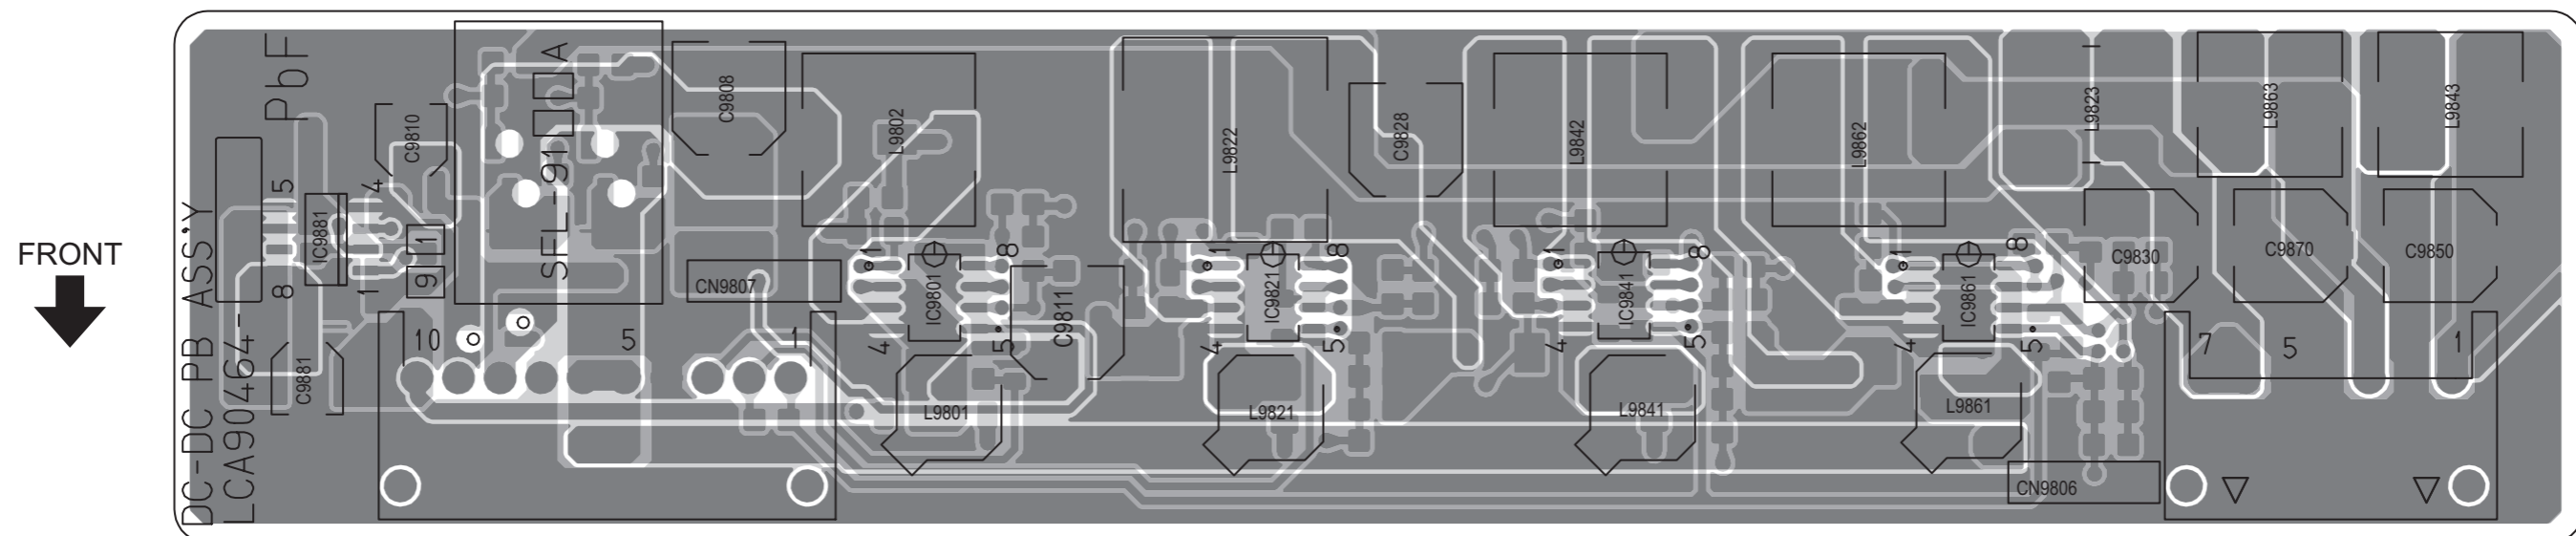 FRONT
DC-DC PB ASS'Y
LCA90464-
PbF
5
4
IC9881
8
1
C9881
C9810
1
9
A
SFL-91
C9808
CN9807
10
5
1
L9802
1
8
IC9801
4
5
C9811
L9801
L9822
1
8
IC9821
4
5
L9821
C9828
L9842
1
8
IC9841
4
5
L9841
L9862
1
8
IC9861
4
5
L9861
L9823
L9863
L9843
C9830
C9870
C9850
7
5
1
CN9806